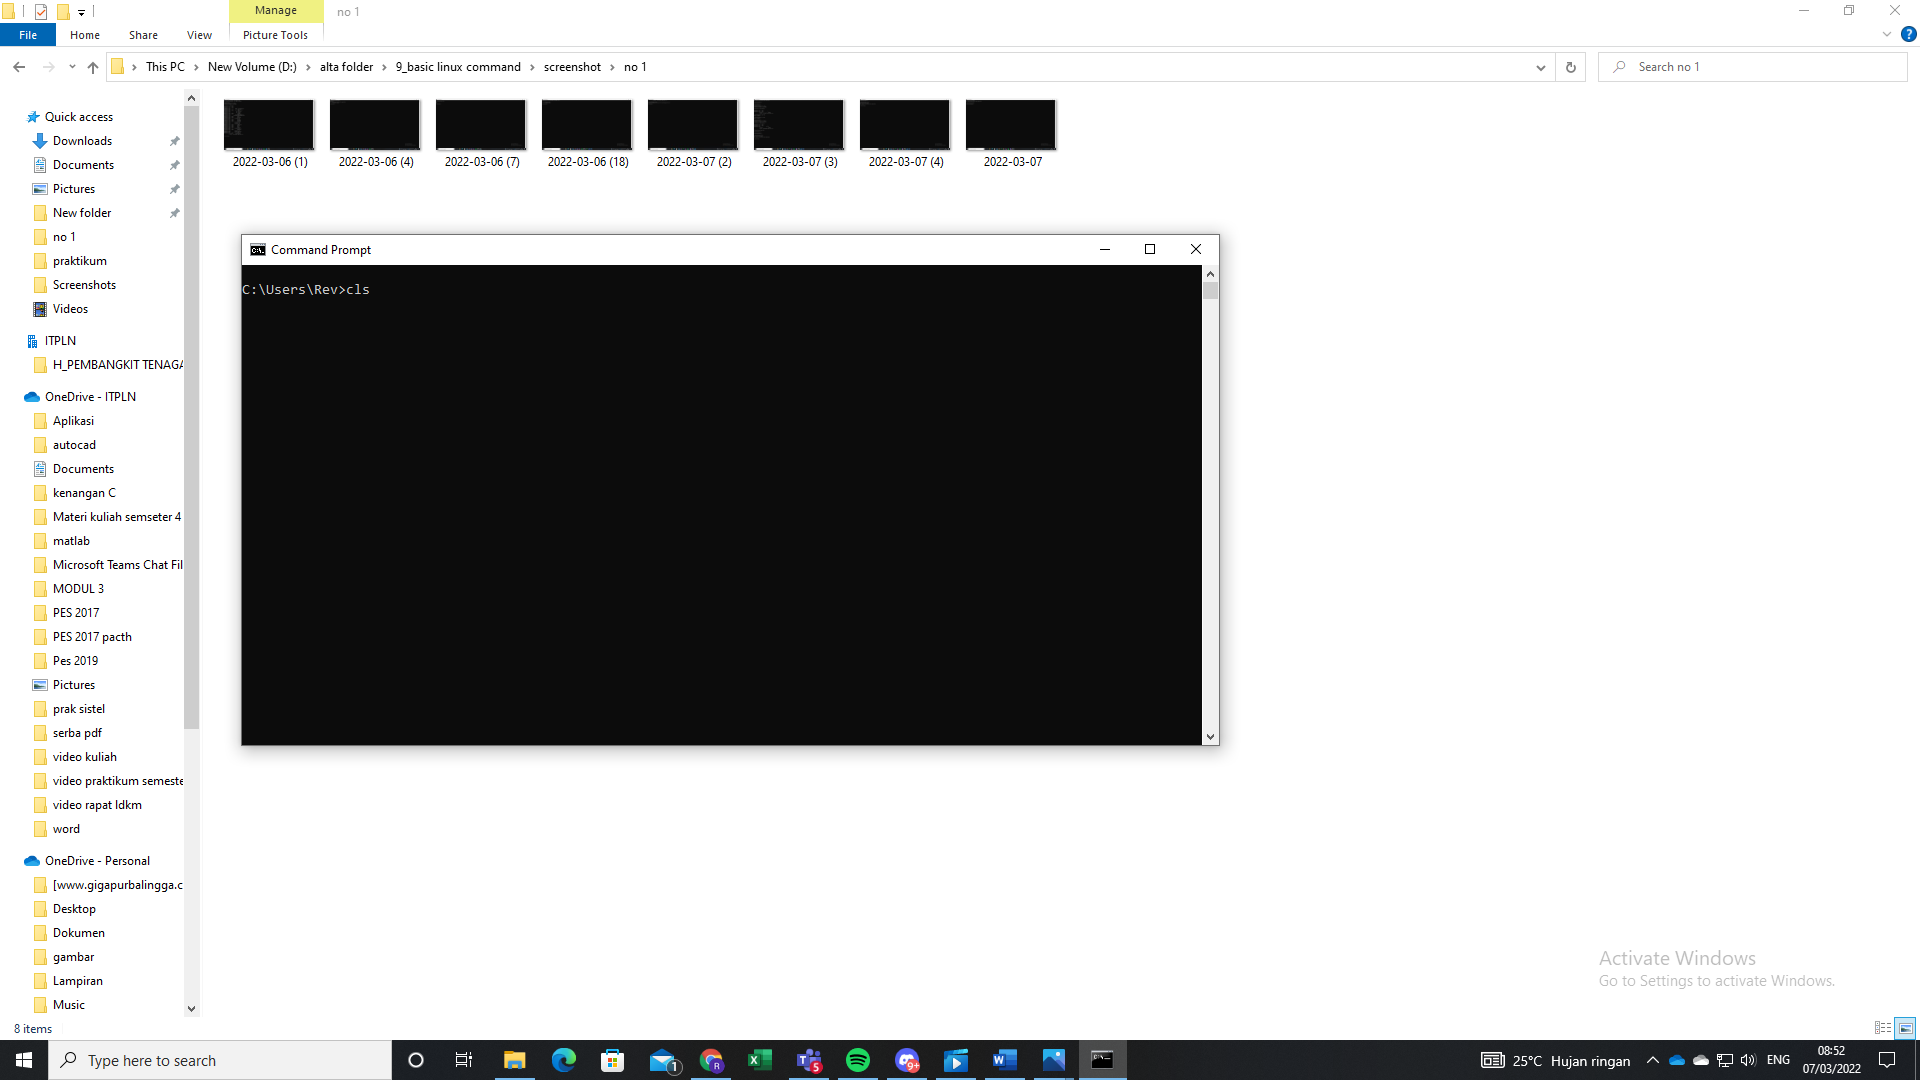 Manage
no 1
File
Home
Share
View
Picture Tools
This PC
New Volume (D:)
alta folder
9_basic linux command
screenshot
no 1
Search no 1
Quick access
Downloads
Documents
Pictures
New folder
no 1
praktikum
Screenshots
Videos
ITPLN
H_PEMBANGKIT TENAGA
OneDrive - ITPLN
Aplikasi
autocad
Documents
kenangan C
Materi kuliah semseter 4
matlab
Microsoft Teams Chat Fil
MODUL 3
PES 2017
PES 2017 pacth
Pes 2019
Pictures
prak sistel
serba pdf
video kuliah
video praktikum semeste
video rapat ldkm
word
OneDrive - Personal
[www.gigapurbalingga.c
Desktop
Dokumen
gambar
Lampiran
Music
8 items
2022-03-06 (1)
2022-03-06 (4)
2022-03-06 (7)
2022-03-06 (18)
2022-03-07 (2)
2022-03-07 (3)
2022-03-07 (4)
2022-03-07
Command Prompt
C:\Users\Rev>cls
Activate Windows
Go to Settings to activate Windows.
Type here to search
1
R
5
9+
25°C Hujan ringan
ENG
08:52
07/03/2022